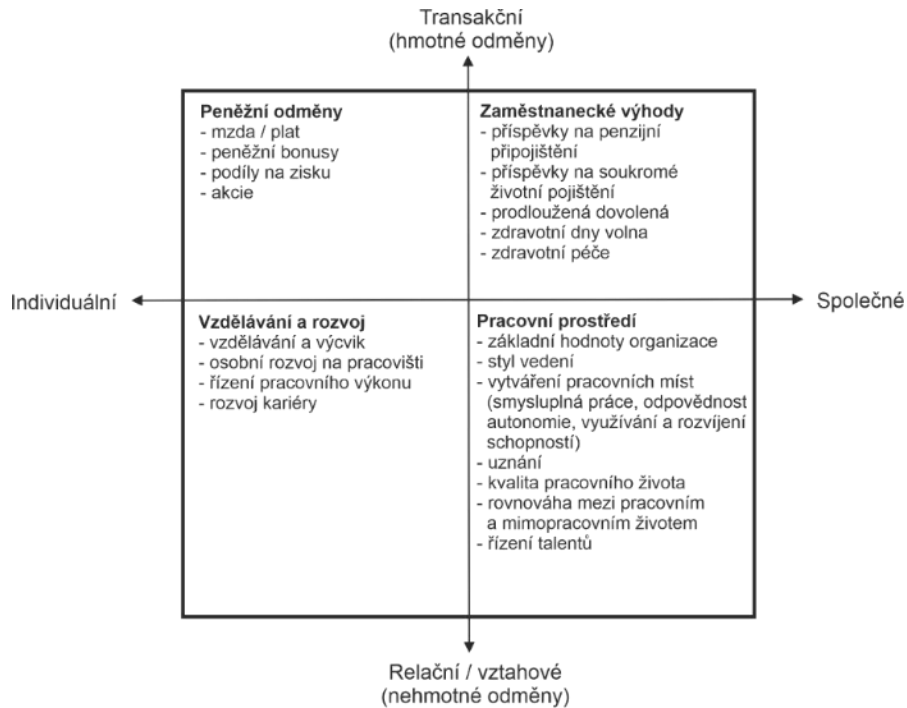 Transakční
(hmotné odměny)
Peněžní odměny
- mzda / plat
- peněžní bonusy
- podíly na zisku
- akcie
Zaměstnanecké výhody
- příspěvky na penzijní
připojištění
- příspěvky na soukromé
životní pojištění
- prodloužená dovolená
- zdravotní dny volna
- zdravotní péče
Individuální
Společné
Vzdělávání a rozvoj
- vzdělávání a výcvik
- osobní rozvoj na pracovišti
- řízení pracovního výkonu
- rozvoj kariéry
Pracovní prostředí
- základní hodnoty organizace
- styl vedení
- vytváření pracovních míst
(smysluplná práce, odpovědnost
autonomie, využívání a rozvíjení
schopností)
- uznání
- kvalita pracovního života
- rovnováha mezi pracovním
a mimopracovním životem
- řízení talentů
Relační / vztahové
(nehmotné odměny)